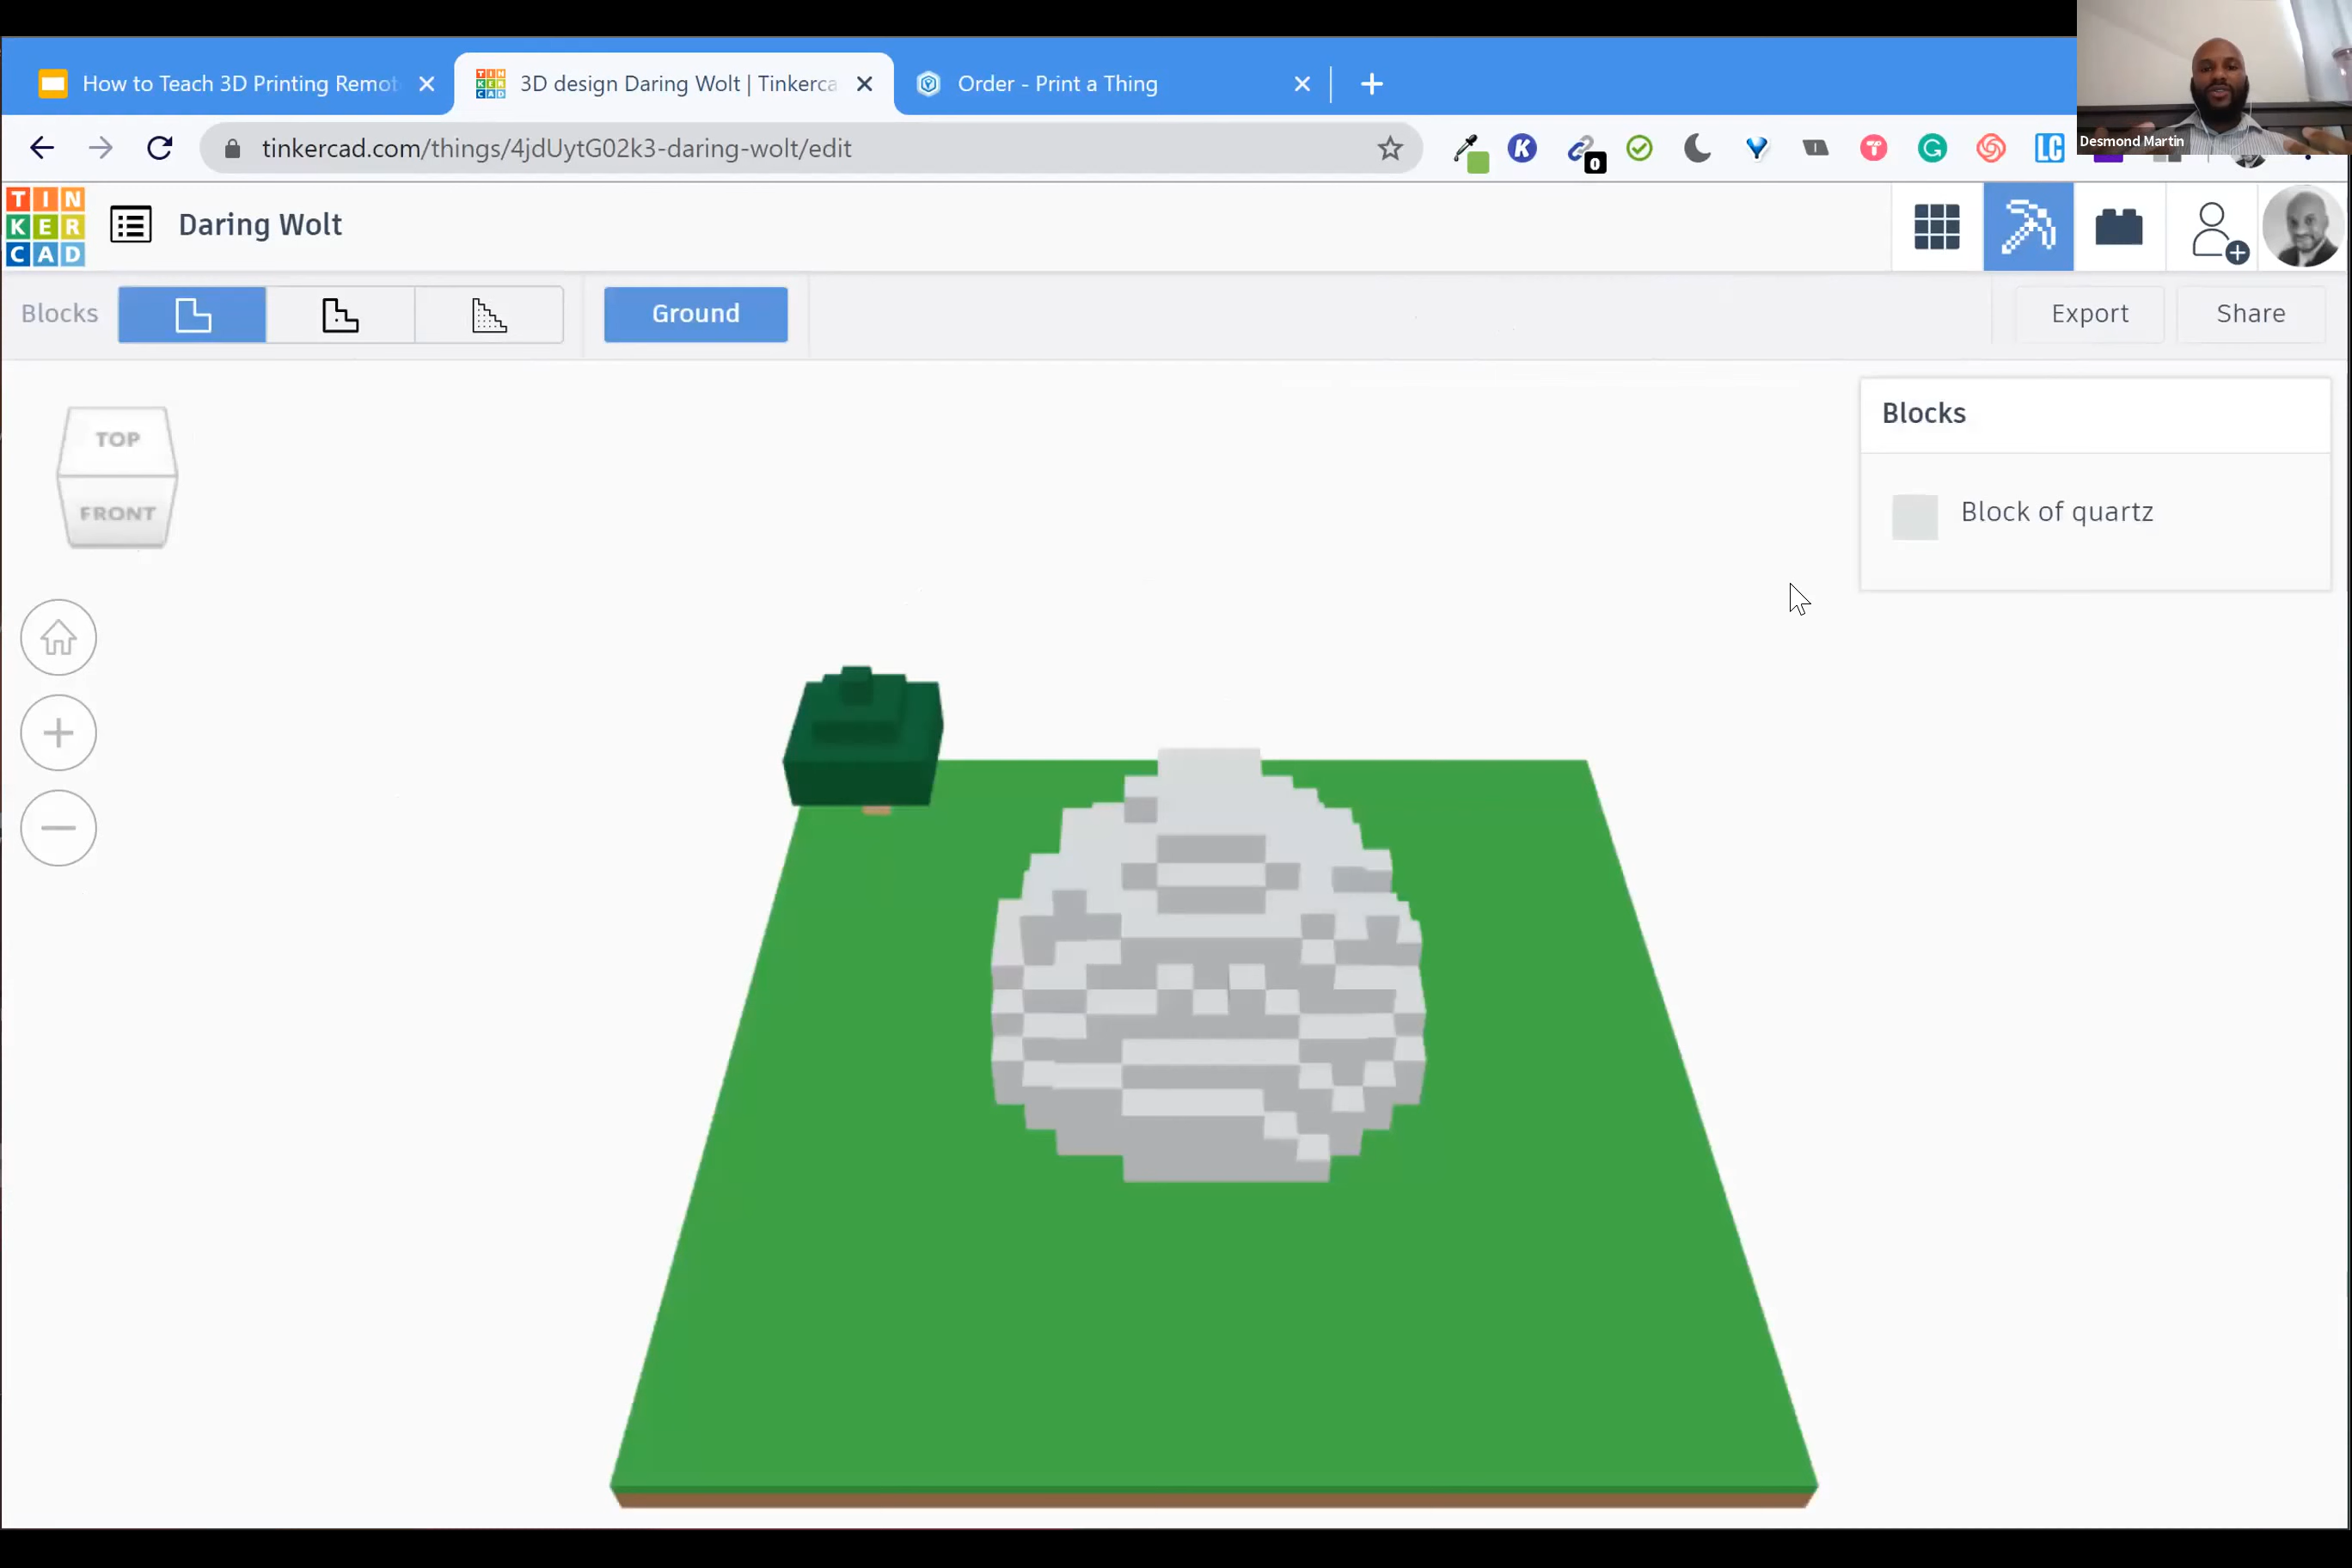 How to Teach 3D Printing Remot
3D design Daring Wolt | Tinkerca
Order - Print a Thing
tinkercad.com/things/4jdUytG02k3-daring-wolt/edit
K
0
T
G
LC
Desmond Martin
TIN
KER
CAD
Daring Wolt
Blocks
Ground
Export
Share
TOP
FRONT
Blocks
Block of quartz